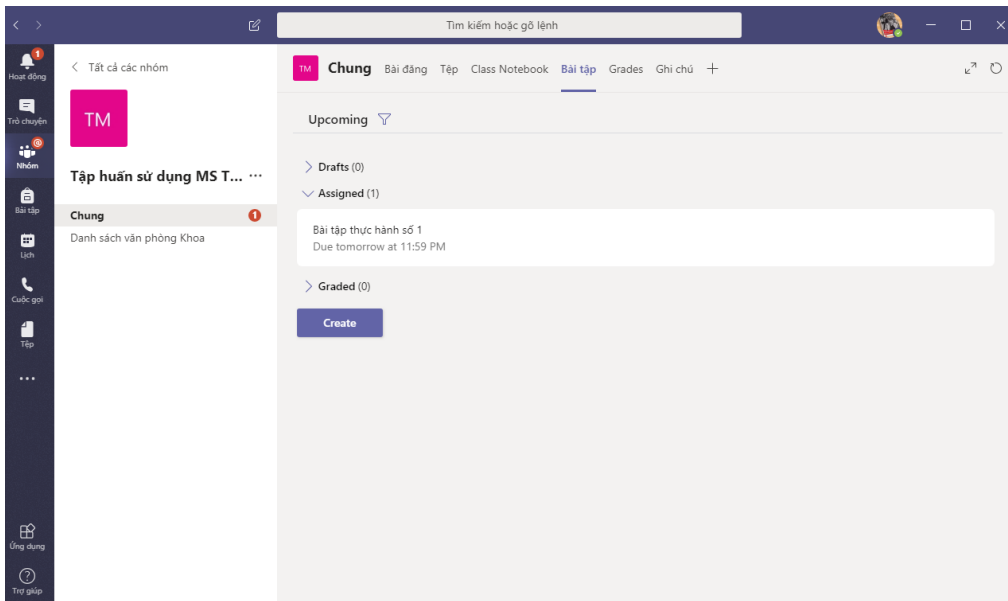 Tìm kiếm hoặc gõ lệnh
1
Hoạt động
Trò chuyện
@
Nhóm
Bài tập
Lịch
Cuộc gọi
Tệp
Ứng dụng
Trợ giúp
Tất cả các nhóm
TM
Tập huấn sử dụng MS T... ...
Chung 1
Danh sách văn phòng Khoa
TM Chung Bài đăng Tệp Class Notebook Bài tập Grades Ghi chú +
Upcoming
Drafts (0)
Assigned (1)
Bài tập thực hành số 1
Due tomorrow at 11:59 PM
Graded (0)
Create